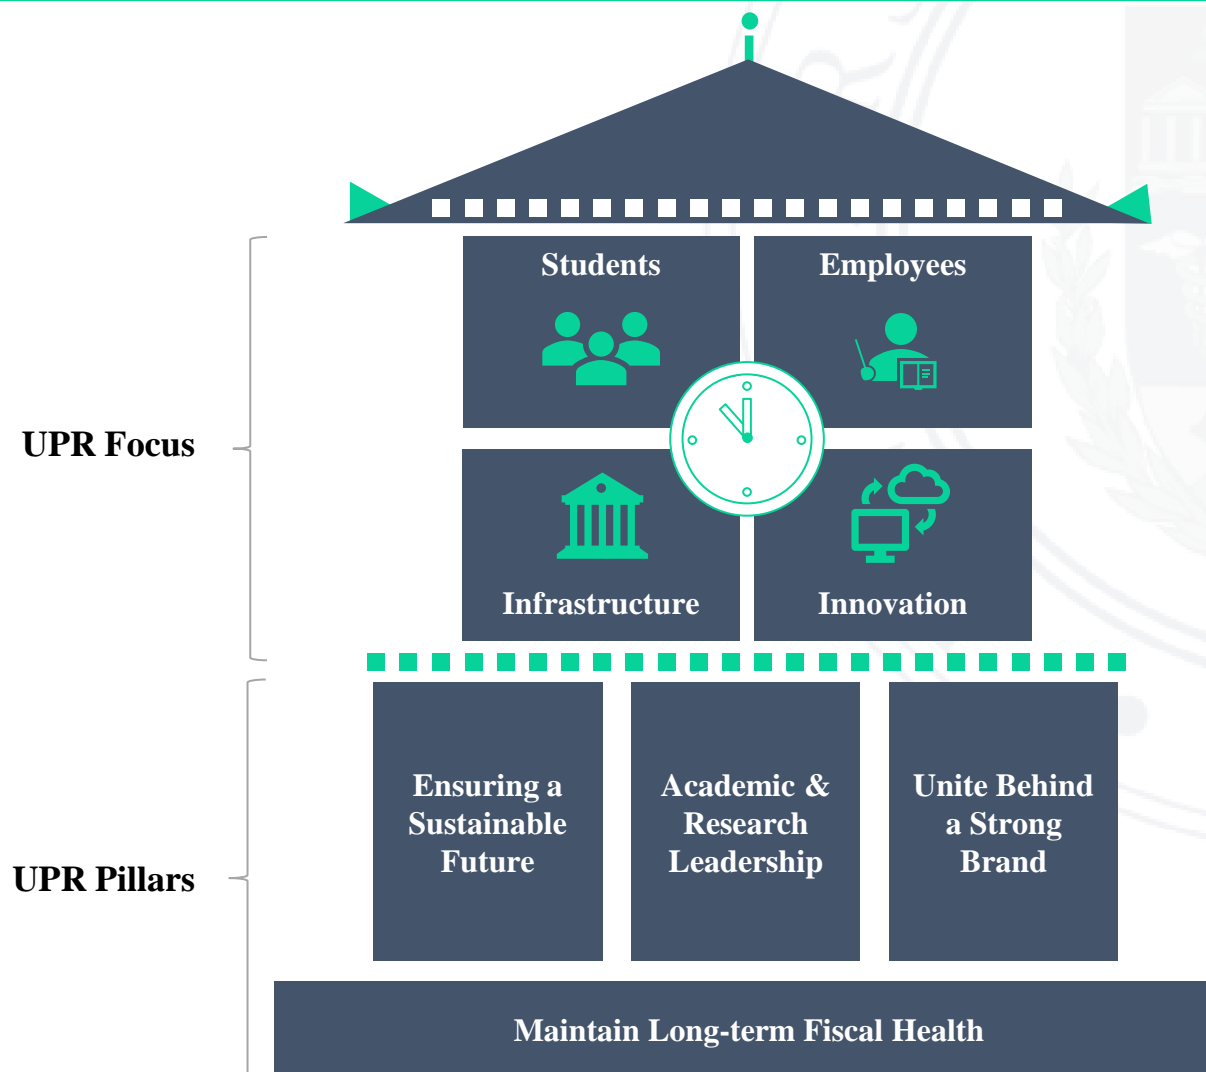 Students
Employees
UPR Focus
Infrastructure
Innovation
Ensuring a
Sustainable
Future
Academic &
Research
Leadership
Unite Behind
a Strong
Brand
UPR Pillars
Maintain Long-term Fiscal Health